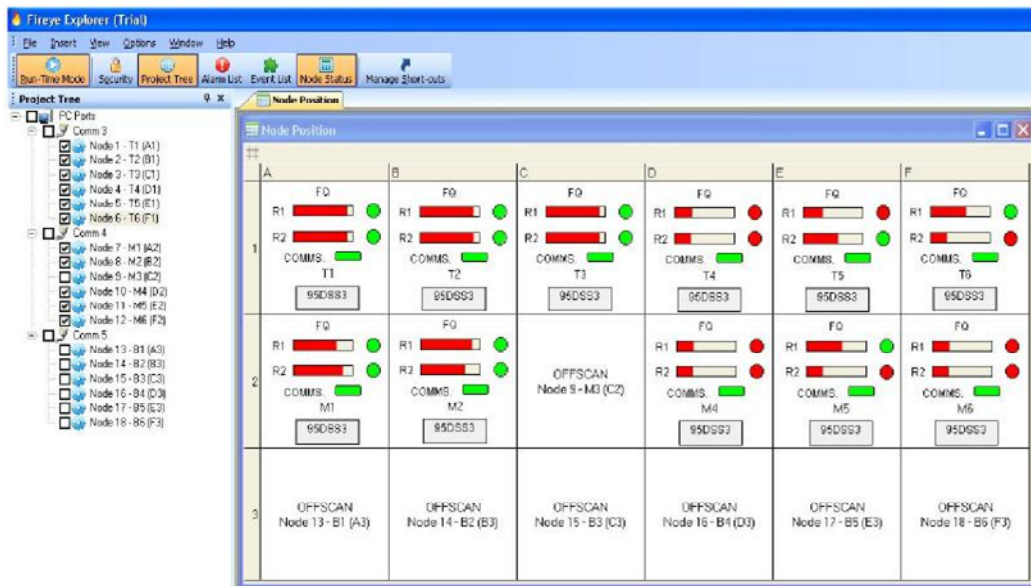 Fireye Explorer (Trial)
File Insert View Options Window Help
Run-Time Mode Security Project Tree Alarm List Event List Node Status Manage Short-outs
Project Tree
PC Ports
Comm 3
Node 1 - T1 (A1)
Node 2 - T2 (B1)
Node 3 - T3 (C1)
Node 4 - T4 (D1)
Node 5 - T5 (E1)
Node 6 - T6 (F1)
Comm 4
Node 7 - M1 (A2)
Node 8 - M2 (B2)
Node 9 - M3 (C2)
Node 10 - M4 (D2)
Node 11 - M5 (E2)
Node 12 - M6 (F2)
Comm 5
Node 13 - B1 (A3)
Node 14 - B2 (B3)
Node 15 - B3 (C3)
Node 16 - B4 (D3)
Node 17 - B5 (E3)
Node 18 - B6 (F3)
Node Position
Node Position
A B C D E F
1
FQ FQ FQ FQ FQ FQ
R1 R1 R1 R1 R1 R1
R2 R2 R2 R2 R2 R2
COMMS. COMMS. COMMS. COMMS. COMMS. COMMS.
T1 T2 T3 T4 T5 T6
95DSS3 95DSS3 95DSS3 95DSS3 95DSS3 95DSS3
2
FQ FQ FQ FQ FQ
R1 R1 R1 R1 R1
R2 R2 OFFSCAN R2 R2 R2
COMMS. COMMS. Node 9 - M3 (C2) COMMS. COMMS. COMMS.
M1 M2 M4 M5 M6
95DSS3 95DSS3 95DSS3 95DSS3 95DSS3
3
OFFSCAN OFFSCAN OFFSCAN OFFSCAN OFFSCAN OFFSCAN
Node 13 - B1 (A3) Node 14 - B2 (B3) Node 15 - B3 (C3) Node 16 - B4 (D3) Node 17 - B5 (E3) Node 18 - B6 (F3)